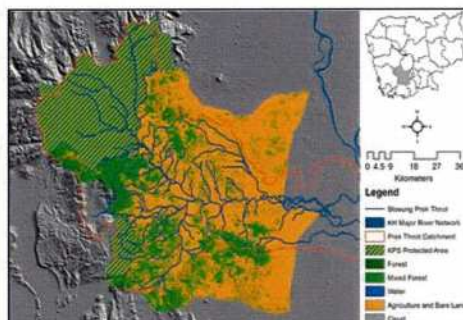 N
0 4.5 9 18 27 36
Kilometers
Legend
Prek Thnot
KH Major River Network
Prek Thnot Catchment
KPS Protected Area
Forest
Mixed Forest
Water
Agriculture and Bare Lan
Cloud